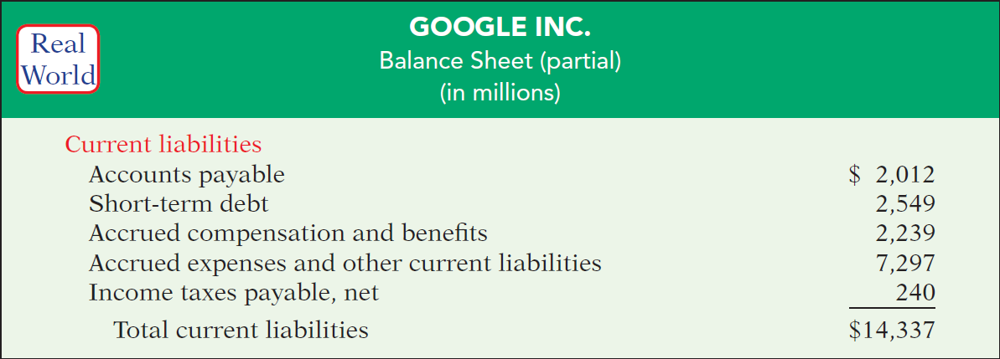 Real
World
GOOGLE INC.
Balance Sheet (partial)
(in millions)
Current liabilities
Accounts payable $ 2,012
Short-term debt 2,549
Accrued compensation and benefits 2,239
Accrued expenses and other current liabilities 7,297
Income taxes payable, net 240
Total current liabilities $14,337